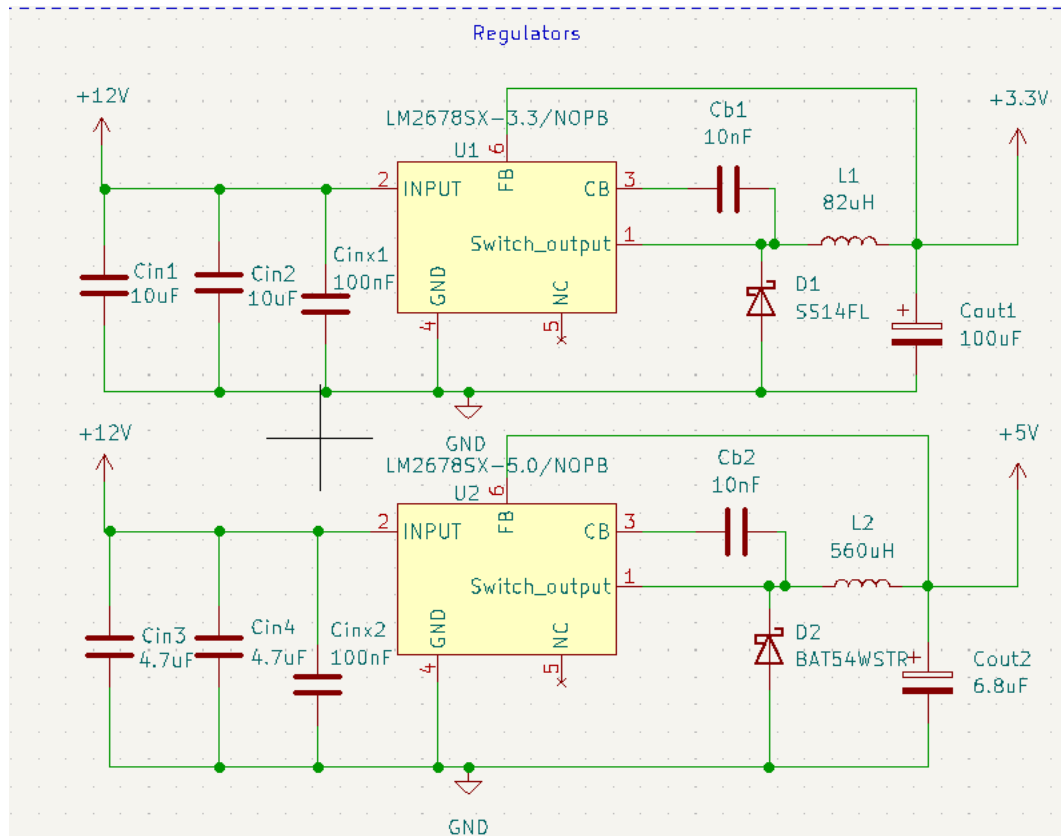 Regulators
+12V
LM2678SX-3.3/NOPB
U1
6
FB
Cb1
10nF
+3.3V
2
INPUT
CB
3
L1
82uH
Switch_output
1
Cin1
10uF
Cin2
10uF
Cinx1
100nF
GND
4
NC
5
D1
SS14FL
+
Cout1
100uF
GND
+12V
LM2678SX-5.0/NOPB
U2
6
FB
Cb2
10nF
+5V
2
INPUT
CB
3
L2
560uH
Switch_output
1
Cin3
4.7uF
Cin4
4.7uF
Cinx2
100nF
GND
4
NC
5
D2
BAT54WSTR
+
Cout2
6.8uF
GND